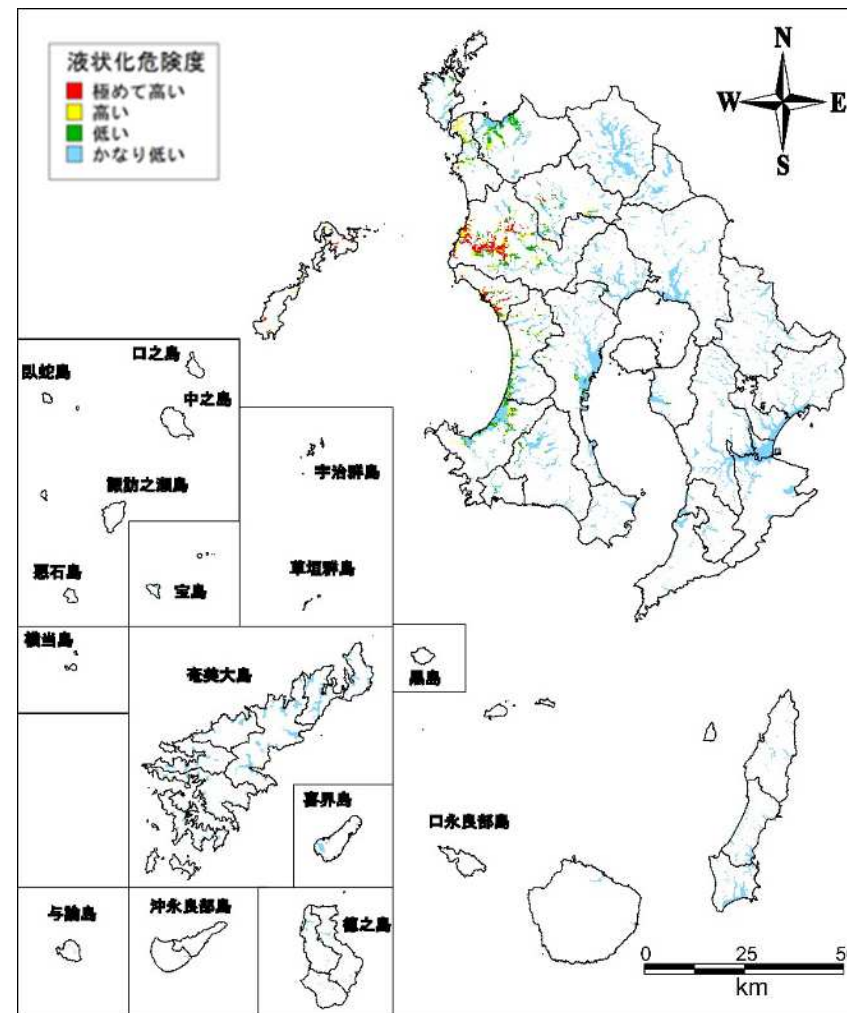 液状化危険度
極めて高い
高い
低い
かなり低い
N
W
E
S
口之島
臥蛇島
中之島
諏訪之瀬島
悪石島
宝島
宇治群島
草垣群島
横当島
奄美大島
黒島
喜界島
口永良部島
与論島
沖永良部島
徳之島
0 25 50
km